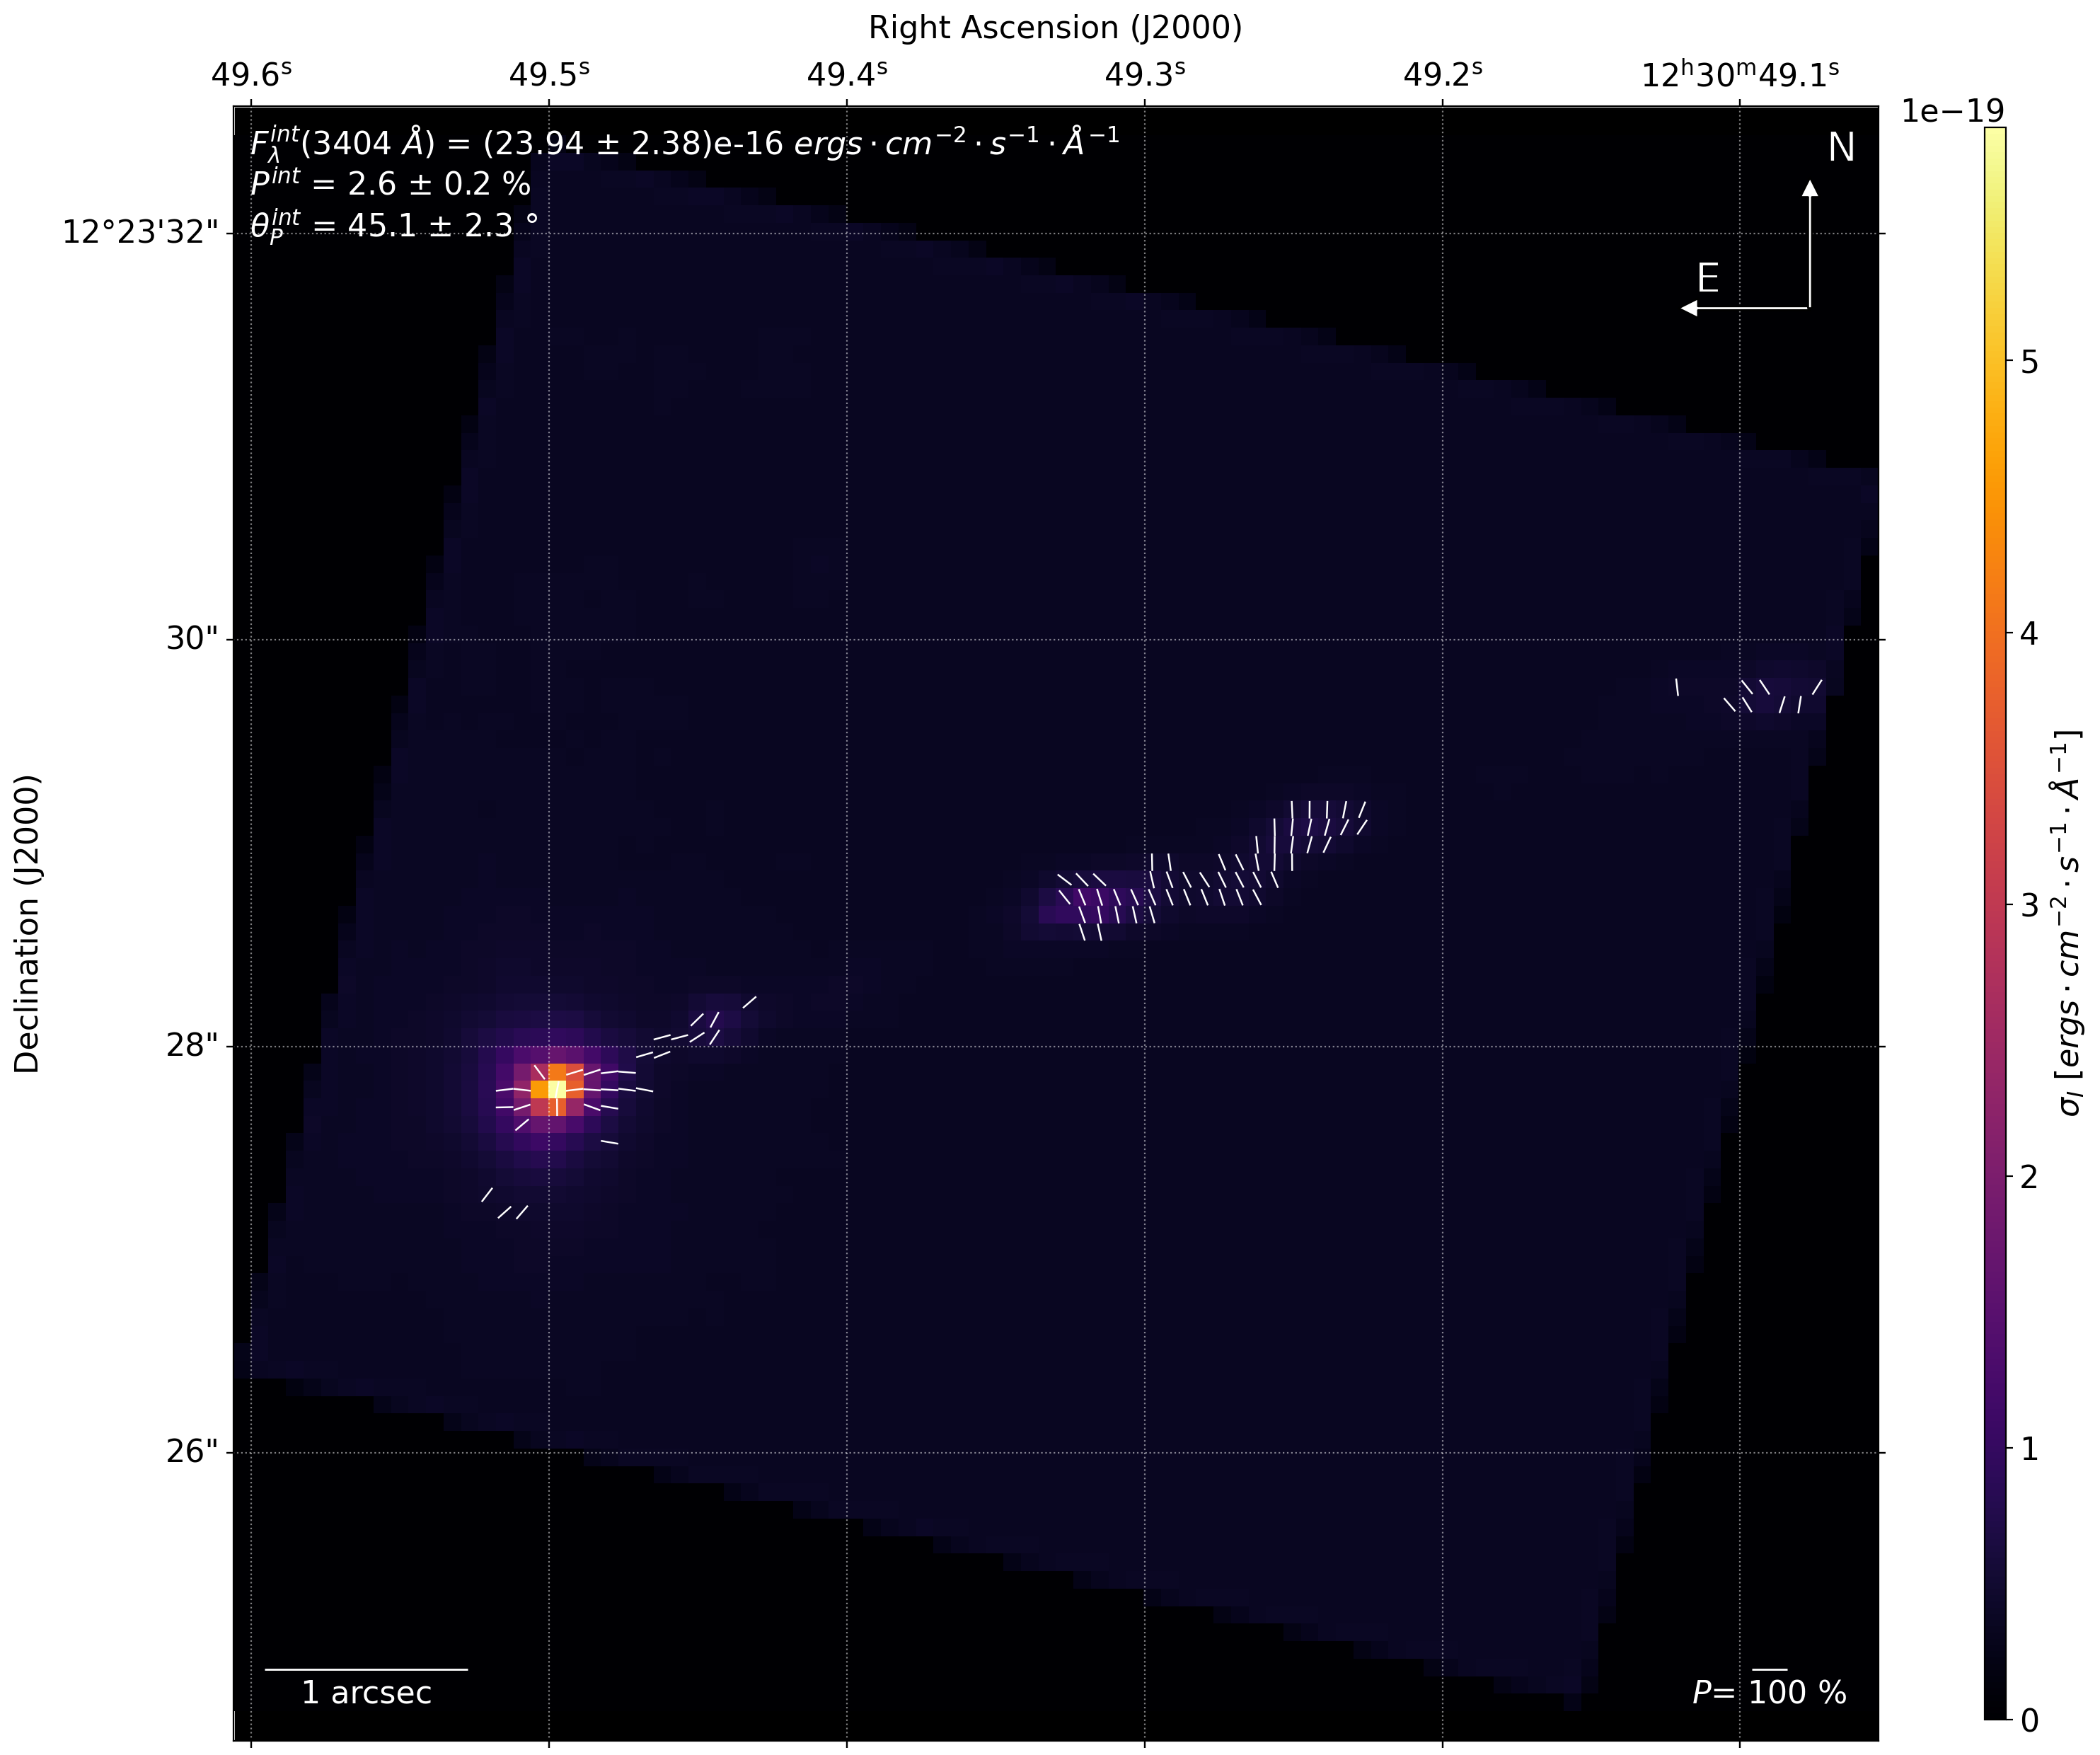 Right Ascension (J2000)
49.6ˢ 49.5ˢ 49.4ˢ 49.3ˢ 49.2ˢ 12ʰ30ᵐ49.1ˢ
1e−19
F_λ^{int}(3404 Å) = (23.94 ± 2.38)e-16 ergs · cm⁻² · s⁻¹ · Å⁻¹
P^{int} = 2.6 ± 0.2 %
θ_P^{int} = 45.1 ± 2.3 °
N
E
12°23'32"
30"
28"
26"
Declination (J2000)
5
4
3
2
1
0
σ_I [ergs · cm⁻² · s⁻¹ · Å⁻¹]
1 arcsec
P= 100 %